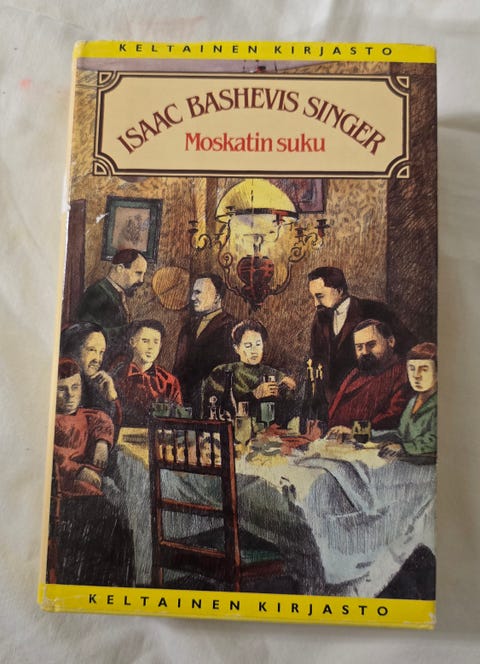 KELTAINEN KIRJASTO
ISAAC BASHEVIS SINGER
Moskatin suku
KELTAINEN KIRJASTO